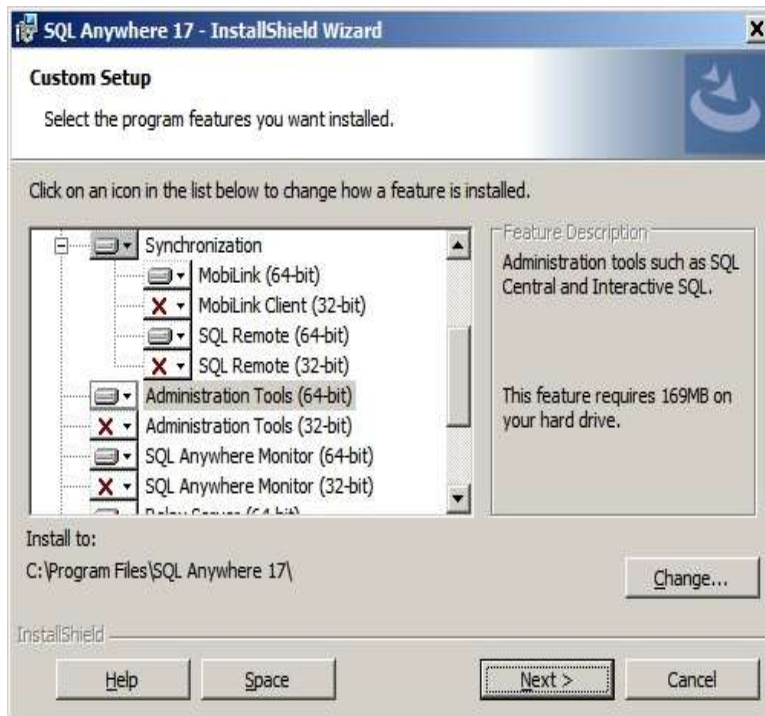 SQL Anywhere 17 - InstallShield Wizard
Custom Setup
Select the program features you want installed.
Click on an icon in the list below to change how a feature is installed.
Synchronization
MobiLink (64-bit)
MobiLink Client (32-bit)
SQL Remote (64-bit)
SQL Remote (32-bit)
Administration Tools (64-bit)
Administration Tools (32-bit)
SQL Anywhere Monitor (64-bit)
SQL Anywhere Monitor (32-bit)
Feature Description
Administration tools such as SQL
Central and Interactive SQL.
This feature requires 169MB on
your hard drive.
Install to:
C:\Program Files\SQL Anywhere 17\
Change...
InstallShield
Help
Space
Next >
Cancel